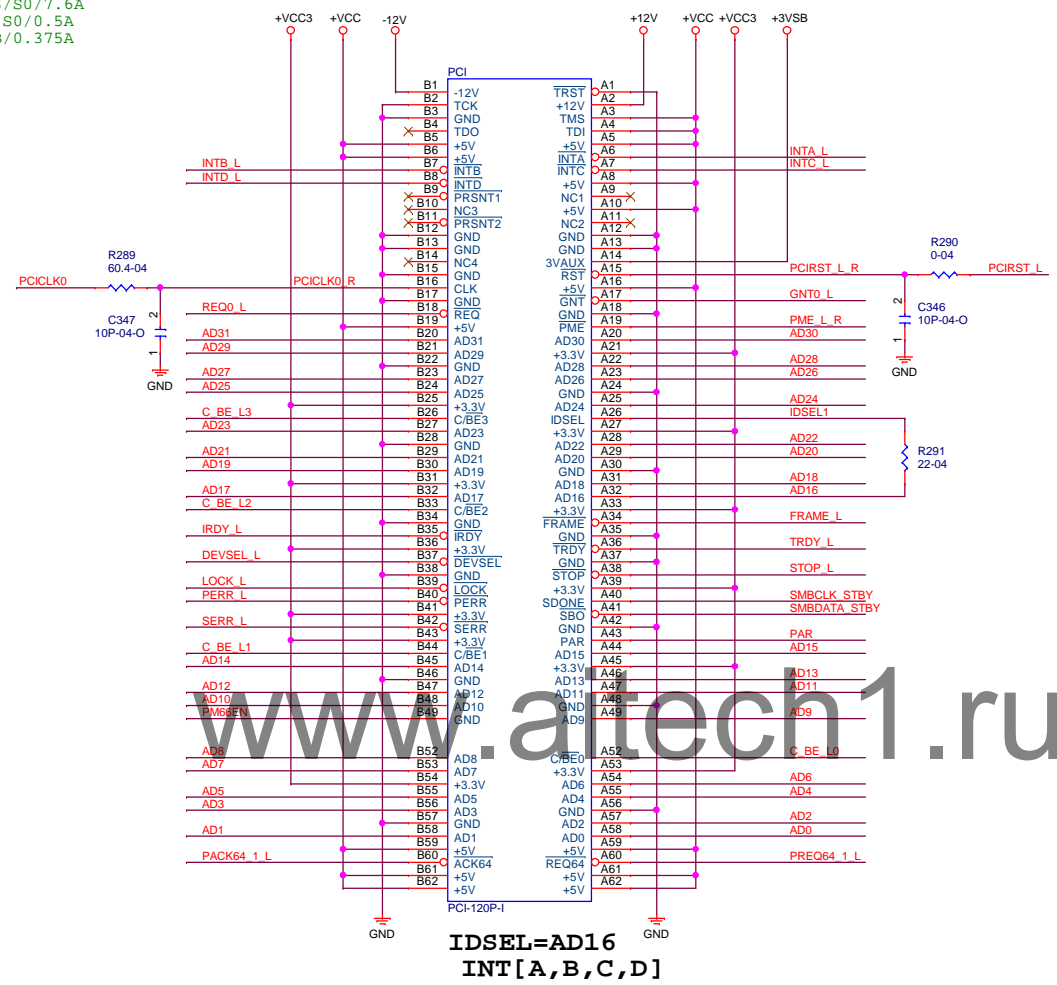 S/S0/7.6A
S0/0.5A
B/0.375A
+VCC3 +VCC -12V +12V +VCC +VCC3 +3VSB
PCI
B1 -12V TRST A1
B2 TCK +12V A2
B3 GND TMS A3
B4 TDO TDI A4
B5 +5V +5V A5
B6 +5V INTA A6 INTA_L
INTB_L B7 INTB INTC A7 INTC_L
INTD_L B8 INTD +5V A8
B9 PRSNT1 NC1 A9
B10 NC3 +5V A10
B11 PRSNT2 NC2 A11
B12 GND GND A12
B13 GND GND A13
B14 NC4 3VAUX A14
R289
60.4-04
R290
0-04
B15 GND RST A15 PCIRST_L_R PCIRST_L
PCICLK0 PCICLK0_R B16 CLK +5V A16
B17 GND GNT A17 GNT0_L
REQ0_L B18 REQ GND A18
C347
10P-04-O
2
1
GND
C346
10P-04-O
2
1
GND
B19 +5V PME A19 PME_L_R
AD31 B20 AD31 AD30 A20 AD30
AD29 B21 AD29 +3.3V A21
B22 GND AD28 A22 AD28
AD27 B23 AD27 AD26 A23 AD26
AD25 B24 AD25 GND A24
B25 +3.3V AD24 A25 AD24
C_BE_L3 B26 C/BE3 IDSEL A26 IDSEL1
AD23 B27 AD23 +3.3V A27
B28 GND AD22 A28 AD22
AD21 B29 AD21 AD20 A29 AD20
R291
22-04
AD19 B30 AD19 GND A30
B31 +3.3V AD18 A31 AD18
AD17 B32 AD17 AD16 A32 AD16
C_BE_L2 B33 C/BE2 +3.3V A33
B34 GND FRAME A34 FRAME_L
IRDY_L B35 IRDY GND A35
B36 +3.3V TRDY A36 TRDY_L
DEVSEL_L B37 DEVSEL GND A37
B38 GND STOP A38 STOP_L
LOCK_L B39 LOCK +3.3V A39
PERR_L B40 PERR SDONE A40 SMBCLK_STBY
B41 +3.3V SBO A41 SMBDATA_STBY
SERR_L B42 SERR GND A42
B43 +3.3V PAR A43 PAR
C_BE_L1 B44 C/BE1 AD15 A44 AD15
AD14 B45 AD14 +3.3V A45
B46 GND AD13 A46 AD13
AD12 B47 AD12 AD11 A47 AD11
AD10 B48 AD10 GND A48
PM66EN B49 GND AD9 A49 AD9
www.aitech1.ru
AD8 B52 AD8 C/BE0 A52 C_BE_L0
AD7 B53 AD7 +3.3V A53
B54 +3.3V AD6 A54 AD6
AD5 B55 AD5 AD4 A55 AD4
AD3 B56 AD3 GND A56
B57 GND AD2 A57 AD2
AD1 B58 AD1 AD0 A58 AD0
B59 +5V +5V A59
PACK64_1_L B60 ACK64 REQ64 A60 PREQ64_1_L
B61 +5V +5V A61
B62 +5V +5V A62
PCI-120P-I
GND GND
IDSEL=AD16
INT[A,B,C,D]